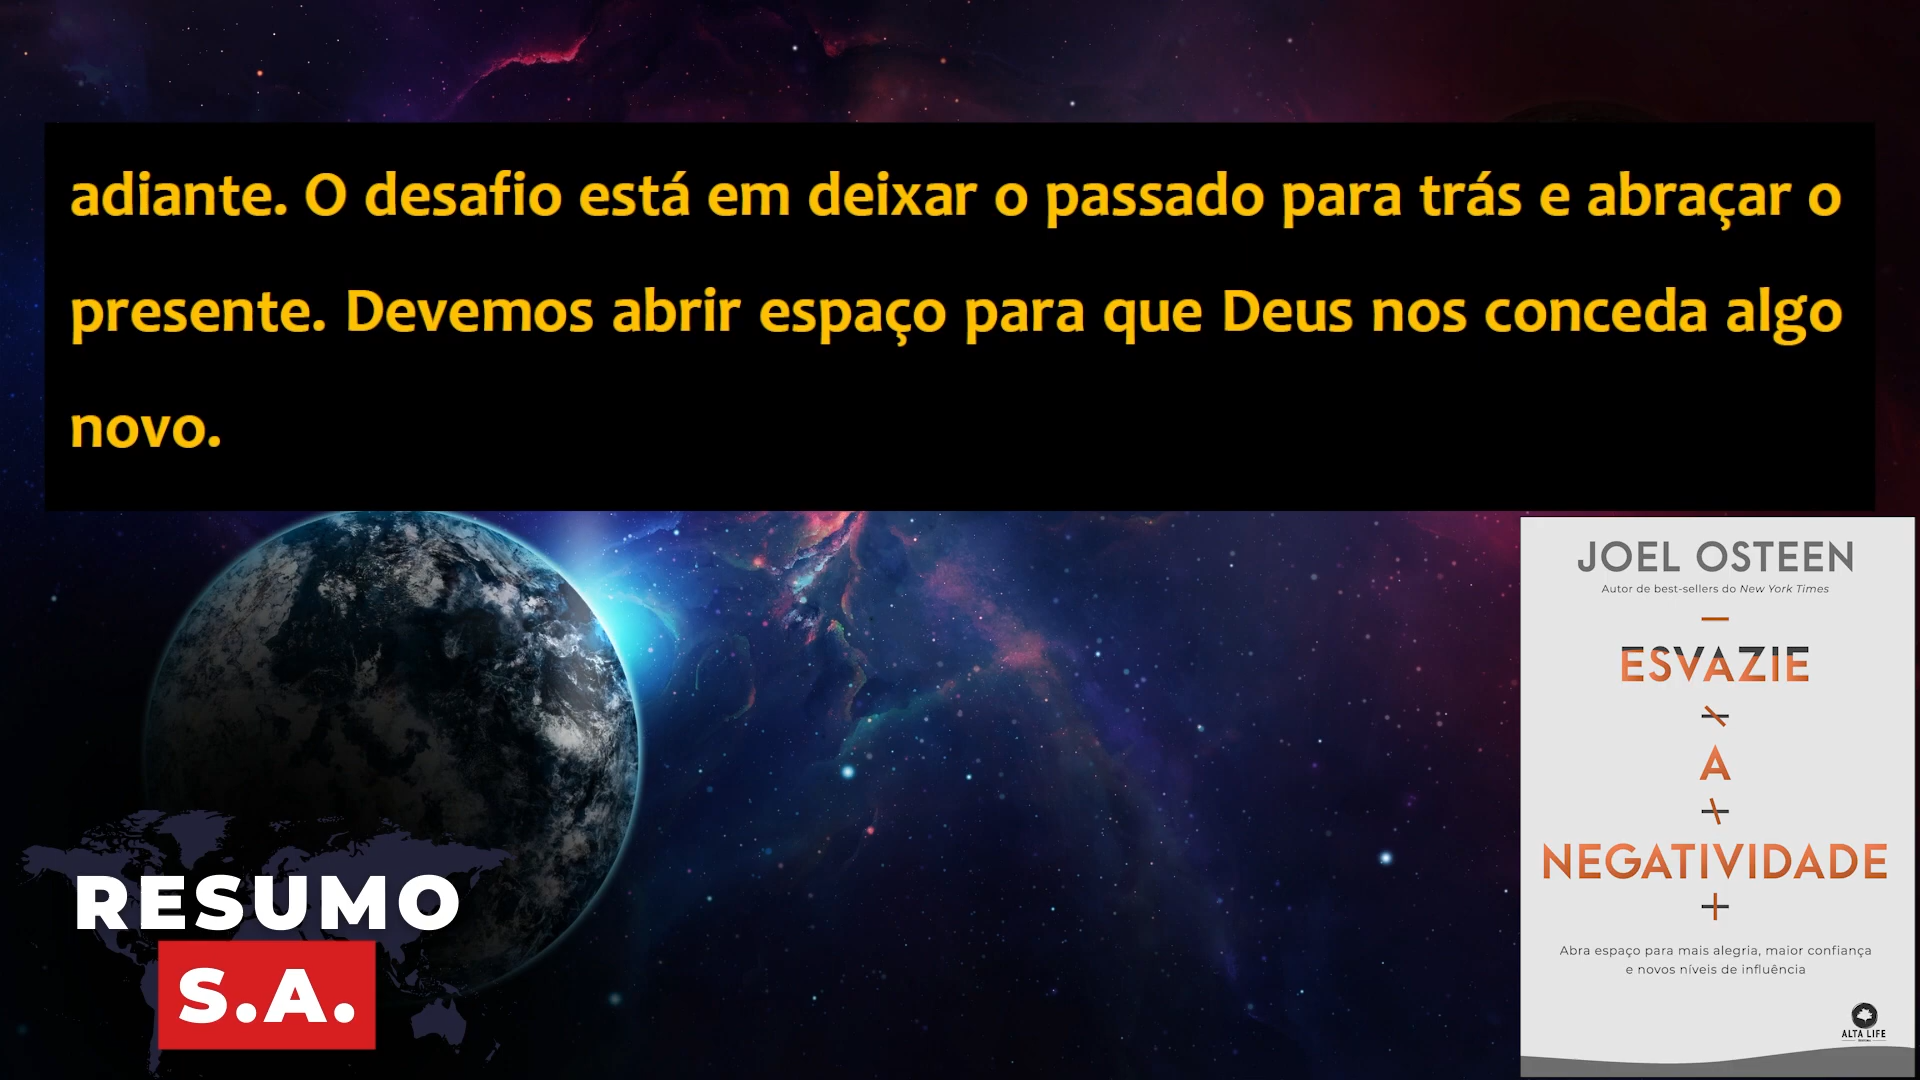 adiante. O desafio está em deixar o passado para trás e abraçar o
presente. Devemos abrir espaço para que Deus nos conceda algo
novo.
JOEL OSTEEN
Autor de best-sellers do New York Times
ESVAZIE
A
NEGATIVIDADE
Abra espaço para mais alegria, maior confiança
e novos níveis de influência
ALTA LIFE
RESUMO
S.A.